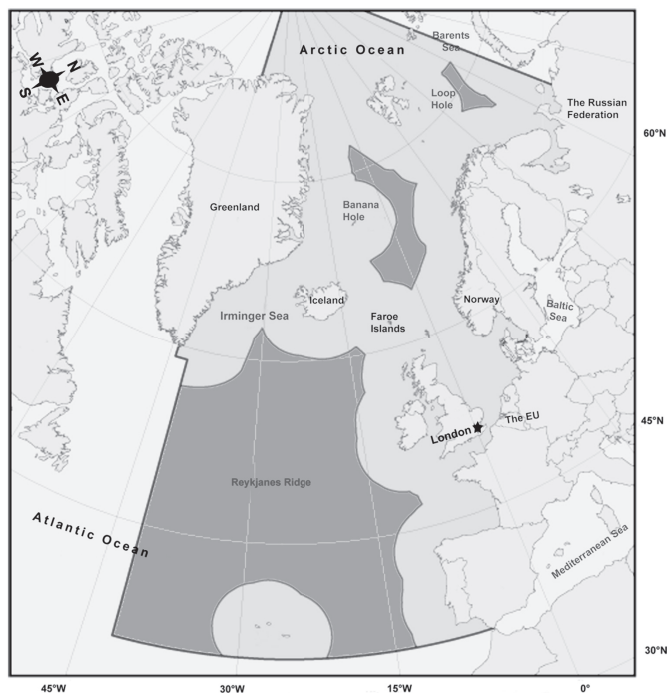 Arctic Ocean
Barents
Sea
Loop
Hole
The Russian
Federation
W
N
S
E
60°N
Greenland
Banana
Hole
Irminger Sea
Iceland
Faroe
Islands
Norway
Baltic
Sea
London
The EU
45°N
Reykjanes Ridge
Atlantic Ocean
Mediterranean Sea
30°N
45°W
30°W
15°W
0°